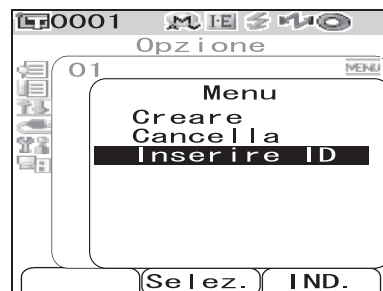 0001 M I·E
Opzione
01 MENU
Menu
Creare
Cancella
Inserire ID
Selez. IND.